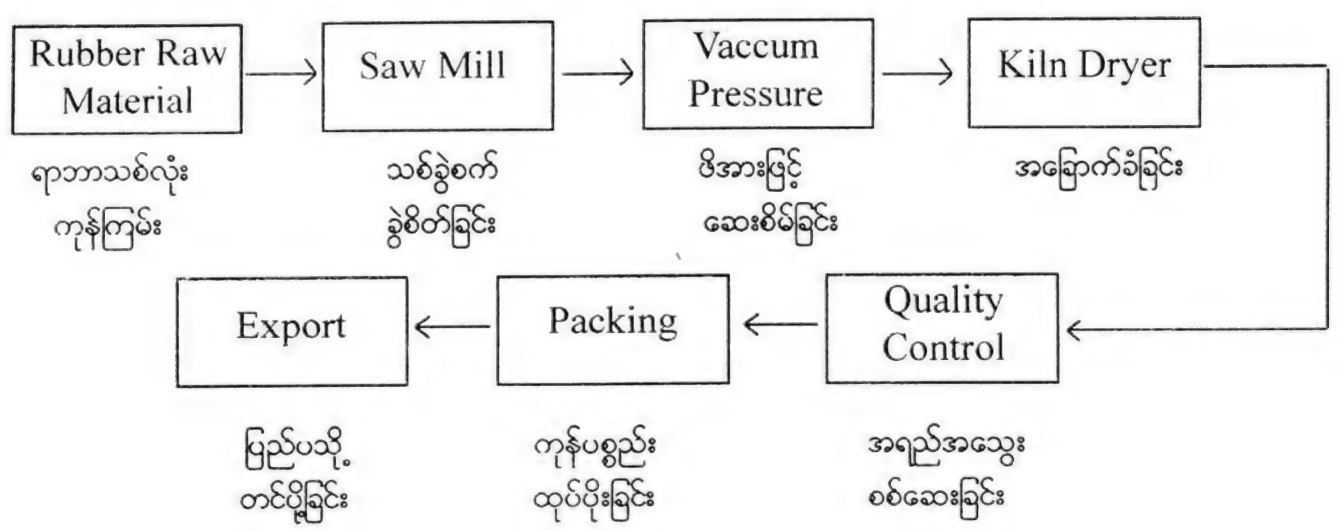 Rubber Raw
Material
Saw Mill
Vaccum
Pressure
Kiln Dryer
ရာဘာသစ်လုံး
ကုန်ကြမ်း
သစ်ခွဲစက်
ခွဲစိတ်ခြင်း
ဖိအားဖြင့်
ဆေးစိမ်ခြင်း
အခြောက်ခံခြင်း
Export
Packing
Quality
Control
ပြည်ပသို့
တင်ပို့ခြင်း
ကုန်ပစ္စည်း
ထုပ်ပိုးခြင်း
အရည်အသွေး
စစ်ဆေးခြင်း